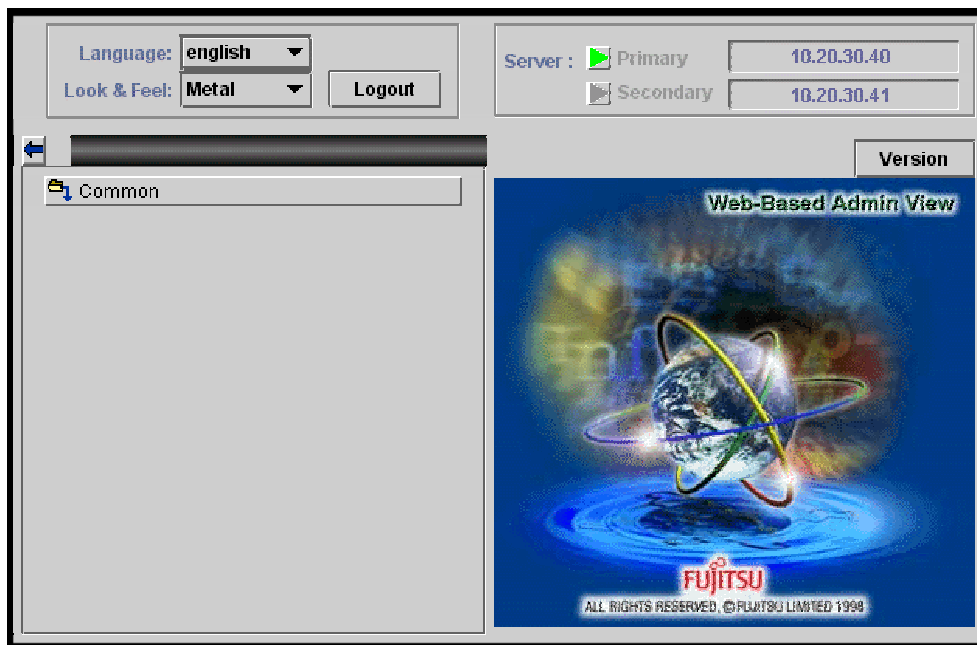 Language: english
Look & Feel: Metal
Logout
Server : Primary 10.20.30.40
Secondary 10.20.30.41
Version
Common
Web-Based Admin View
FUJITSU
ALL RIGHTS RESERVED, ©FUJITSU LIMITED 1998